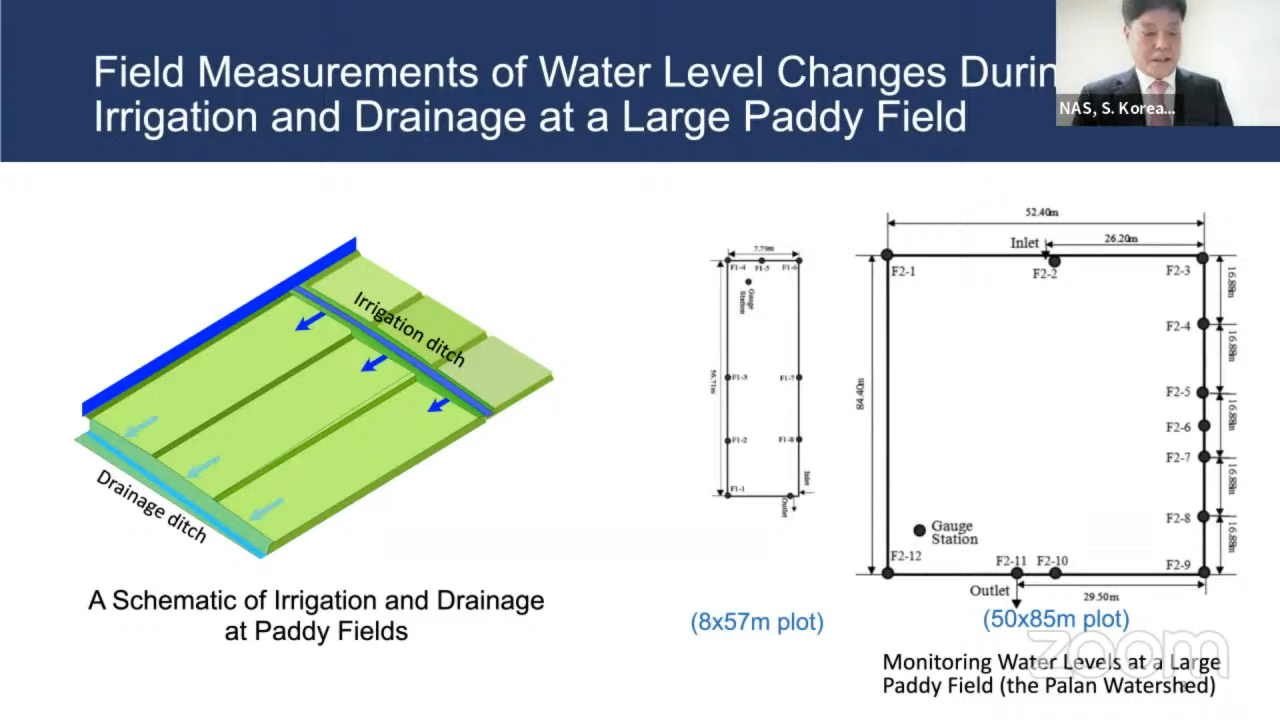 Field Measurements of Water Level Changes Durin
Irrigation and Drainage at a Large Paddy Field
NAS, S. Korea...
Irrigation ditch
Drainage ditch
A Schematic of Irrigation and Drainage
at Paddy Fields
7.79m
F1-4
F1-5
F1-6
Gauge
Station
56.71m
F1-3
F1-7
F1-2
F1-8
F1-1
Inlet
Outlet
(8x57m plot)
52.40m
Inlet
26.20m
F2-1
F2-2
F2-3
16.88m
F2-4
16.88m
84.40m
F2-5
F2-6
16.88m
F2-7
16.88m
F2-8
Gauge
Station
16.88m
F2-12
F2-11
F2-10
F2-9
Outlet
29.50m
(50x85m plot)
zoom
Monitoring Water Levels at a Large
Paddy Field (the Palan Watershed)